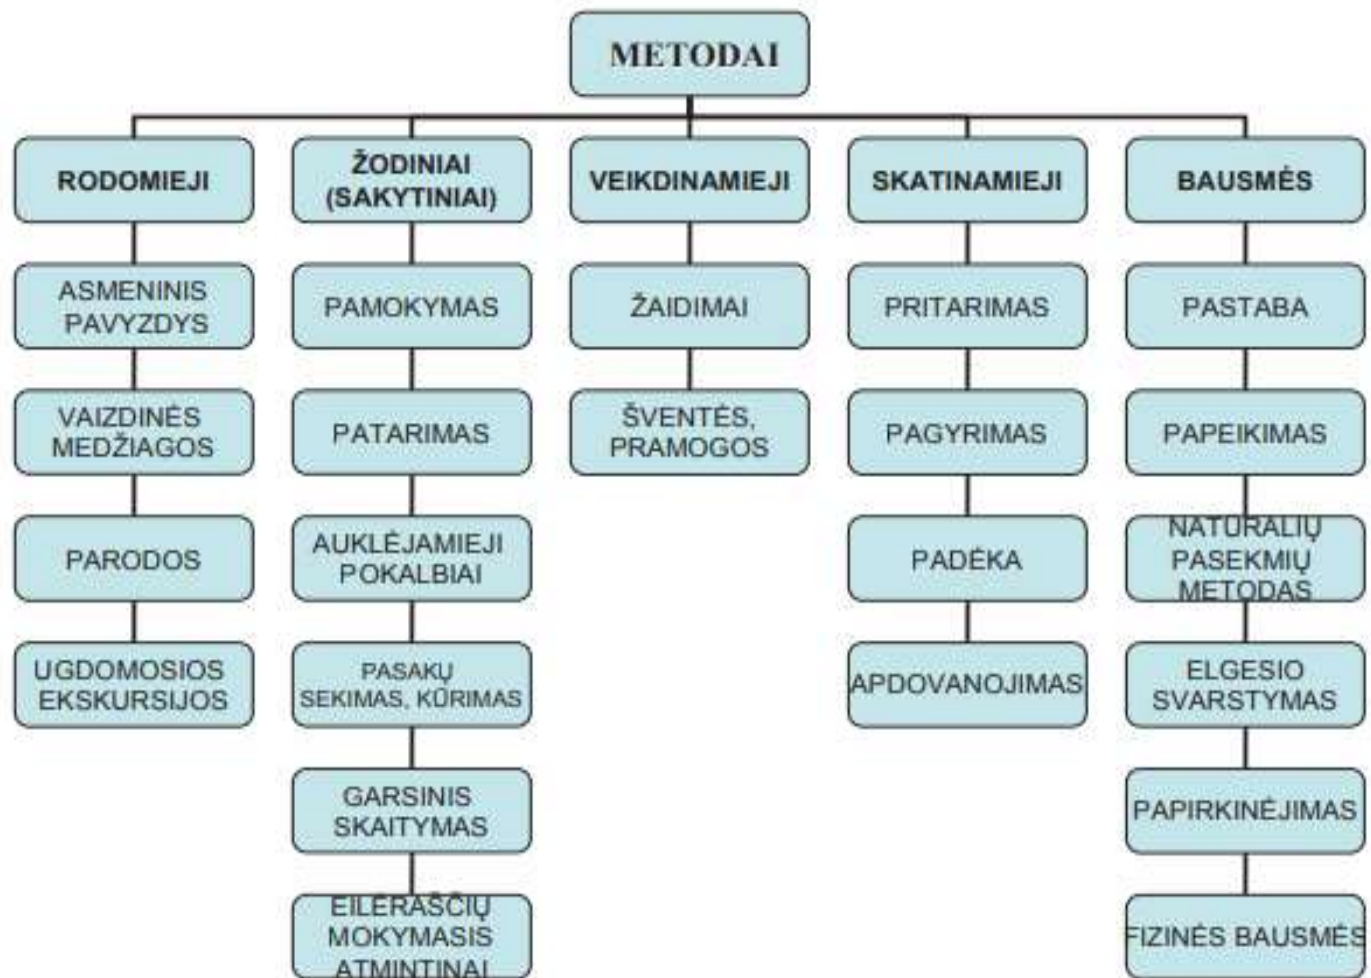 METODAI
RODOMIEJI
ASMENINIS
PAVYZDYS
VAIZDINĖS
MEDŽIAGOS
PARODOS
UGDOMOSIOS
EKSKURSIJOS
ŽODINIAI
(SAKYTINIAI)
PAMOKYMAS
PATARIMAS
AUKLĖJAMIEJI
POKALBIAI
PASAKŲ
SEKIMAS, KŪRIMAS
GARSINIS
SKAITYMAS
EILĖRAŠČIŲ
MOKYMASIS
ATMINTINAI
VEIKDINAMIEJI
ŽAIDIMAI
ŠVENTĖS,
PRAMOGOS
SKATINAMIEJI
PRITARIMAS
PAGYRIMAS
PADĖKA
APDOVANOJIMAS
BAUSMĖS
PASTABA
PAPEIKIMAS
NATŪRALIŲ
PASEKMIŲ
METODAS
ELGESIO
SVARSTYMAS
PAPIRKINĖJIMAS
FIZINĖS BAUSMĖS